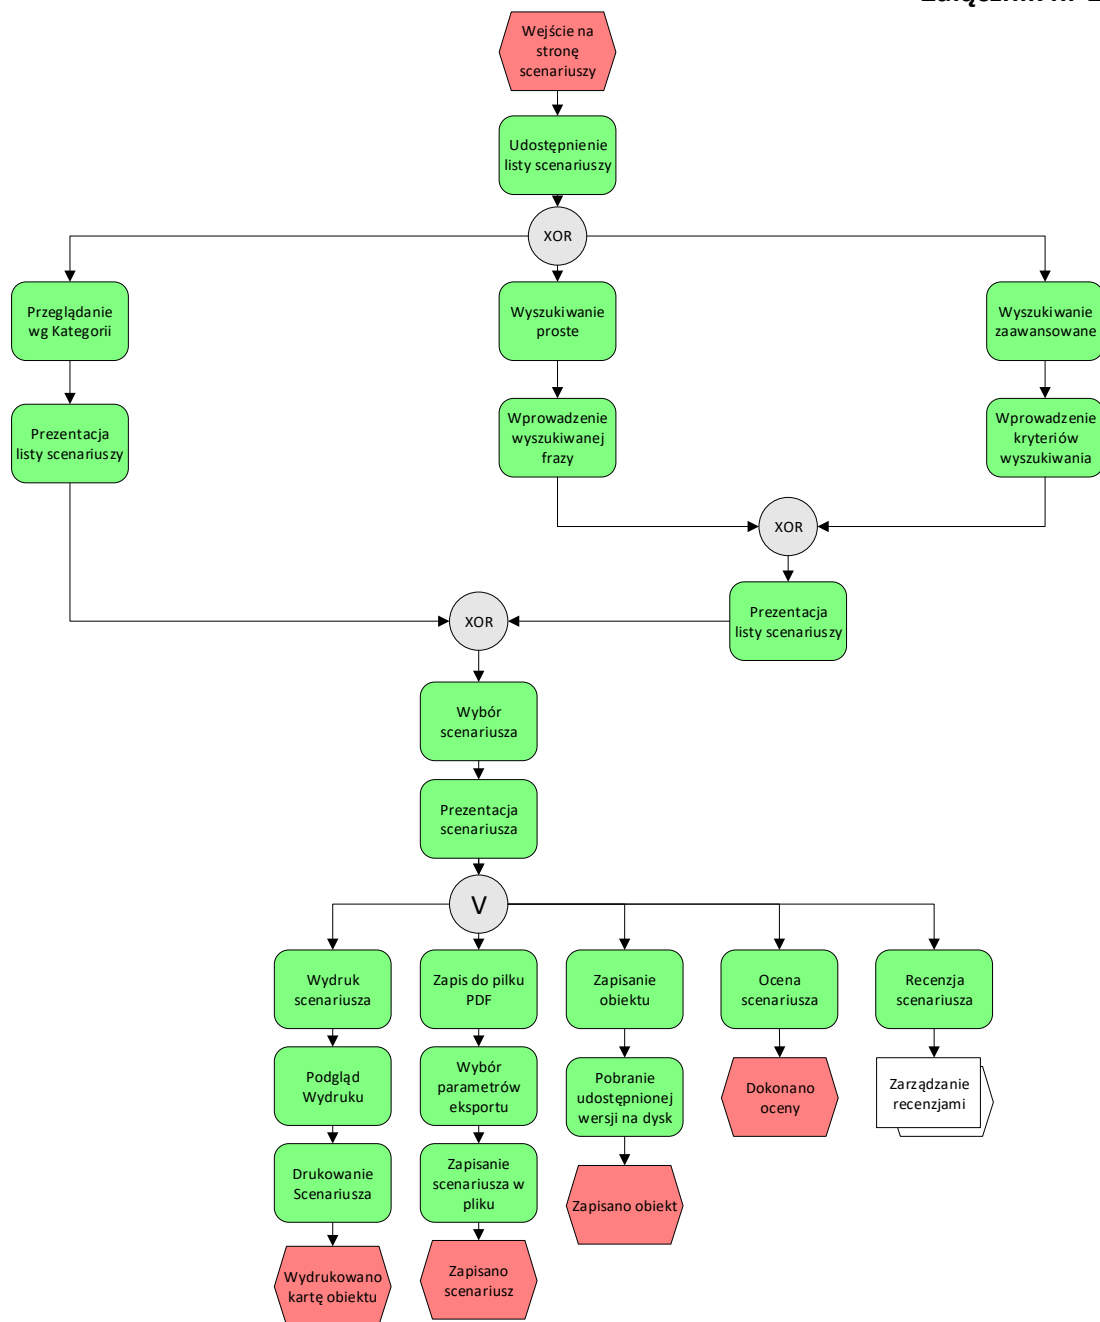 Wejście na
stronę
scenariuszy
Udostępnienie
listy scenariuszy
XOR
Przeglądanie
wg Kategorii
Wyszukiwanie
proste
Wyszukiwanie
zaawansowane
Prezentacja
listy scenariuszy
Wprowadzenie
wyszukiwanej
frazy
Wprowadzenie
kryteriów
wyszukiwania
XOR
Prezentacja
listy scenariuszy
XOR
Wybór
scenariusza
Prezentacja
scenariusza
V
Wydruk
scenariusza
Zapis do pilku
PDF
Zapisanie
obiektu
Ocena
scenariusza
Recenzja
scenariusza
Podgląd
Wydruku
Wybór
parametrów
eksportu
Pobranie
udostępnionej
wersji na dysk
Dokonano
oceny
Zarządzanie
recenzjami
Drukowanie
Scenariusza
Zapisanie
scenariusza w
pliku
Zapisano obiekt
Wydrukowano
kartę obiektu
Zapisano
scenariusz